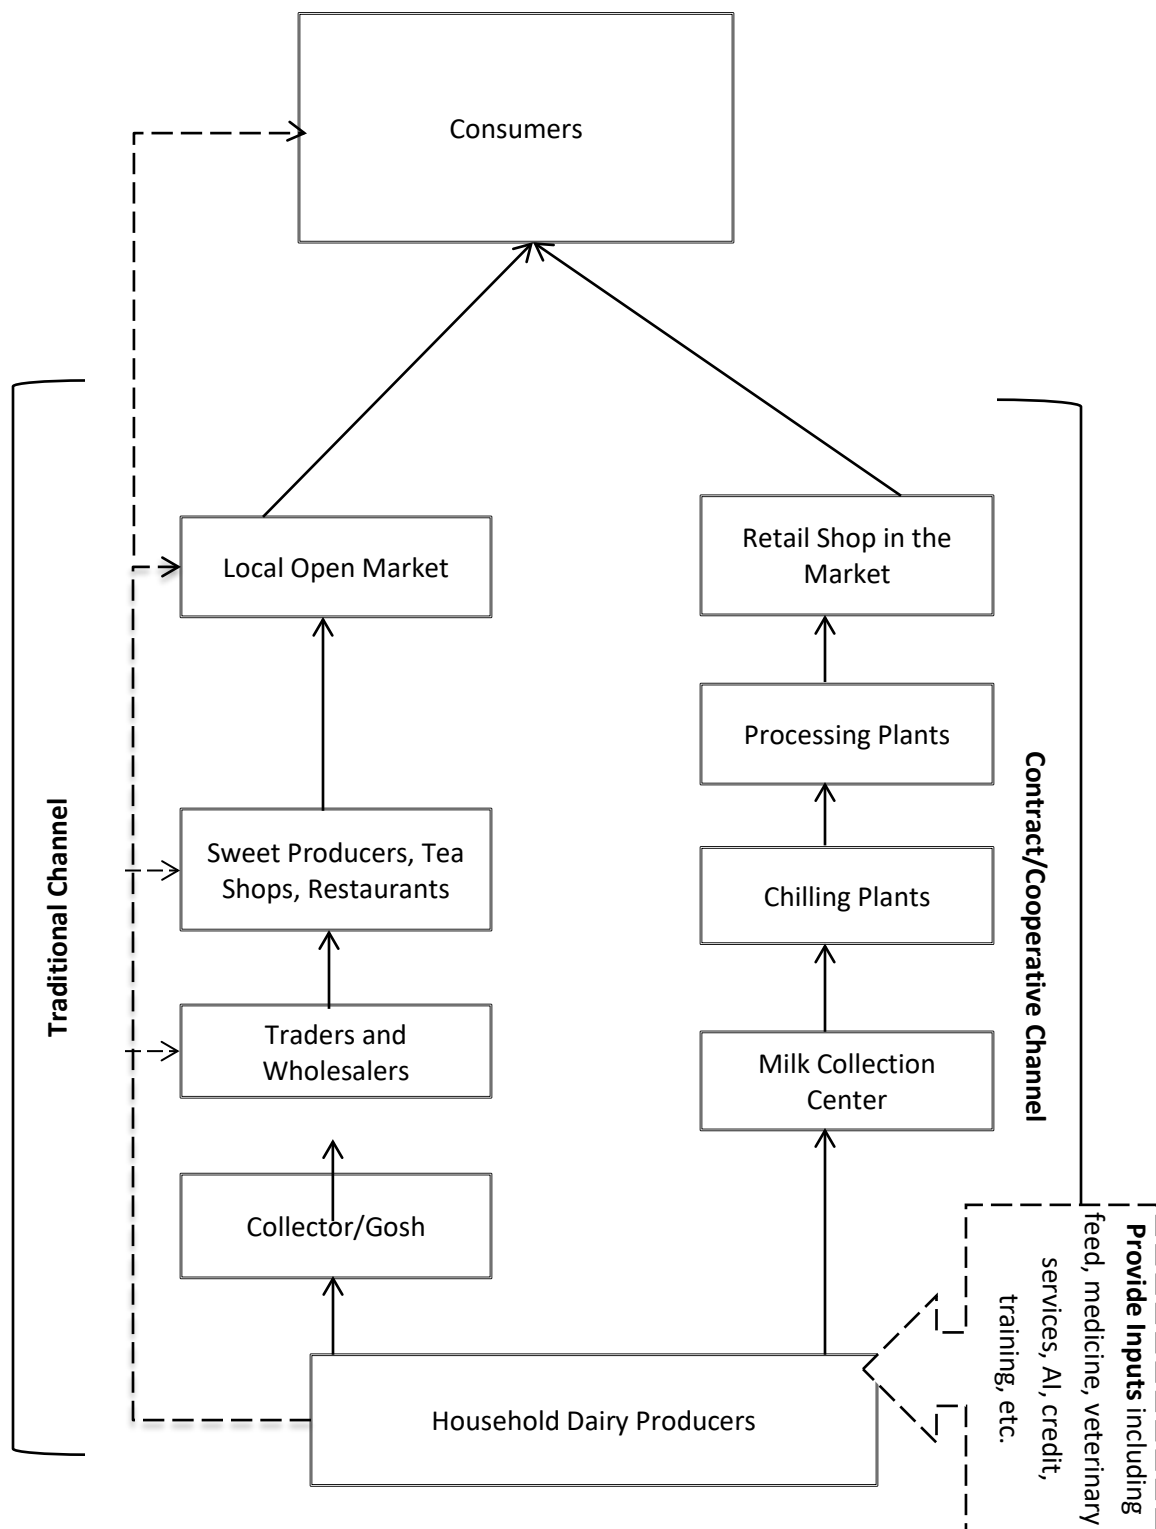 Consumers
Local Open Market
Retail Shop in the
Market
Processing Plants
Sweet Producers, Tea
Shops, Restaurants
Chilling Plants
Traders and
Wholesalers
Milk Collection
Center
Collector/Gosh
Household Dairy Producers
Traditional Channel
Contract/Cooperative Channel
Provide Inputs including
feed, medicine, veterinary
services, AI, credit,
training, etc.